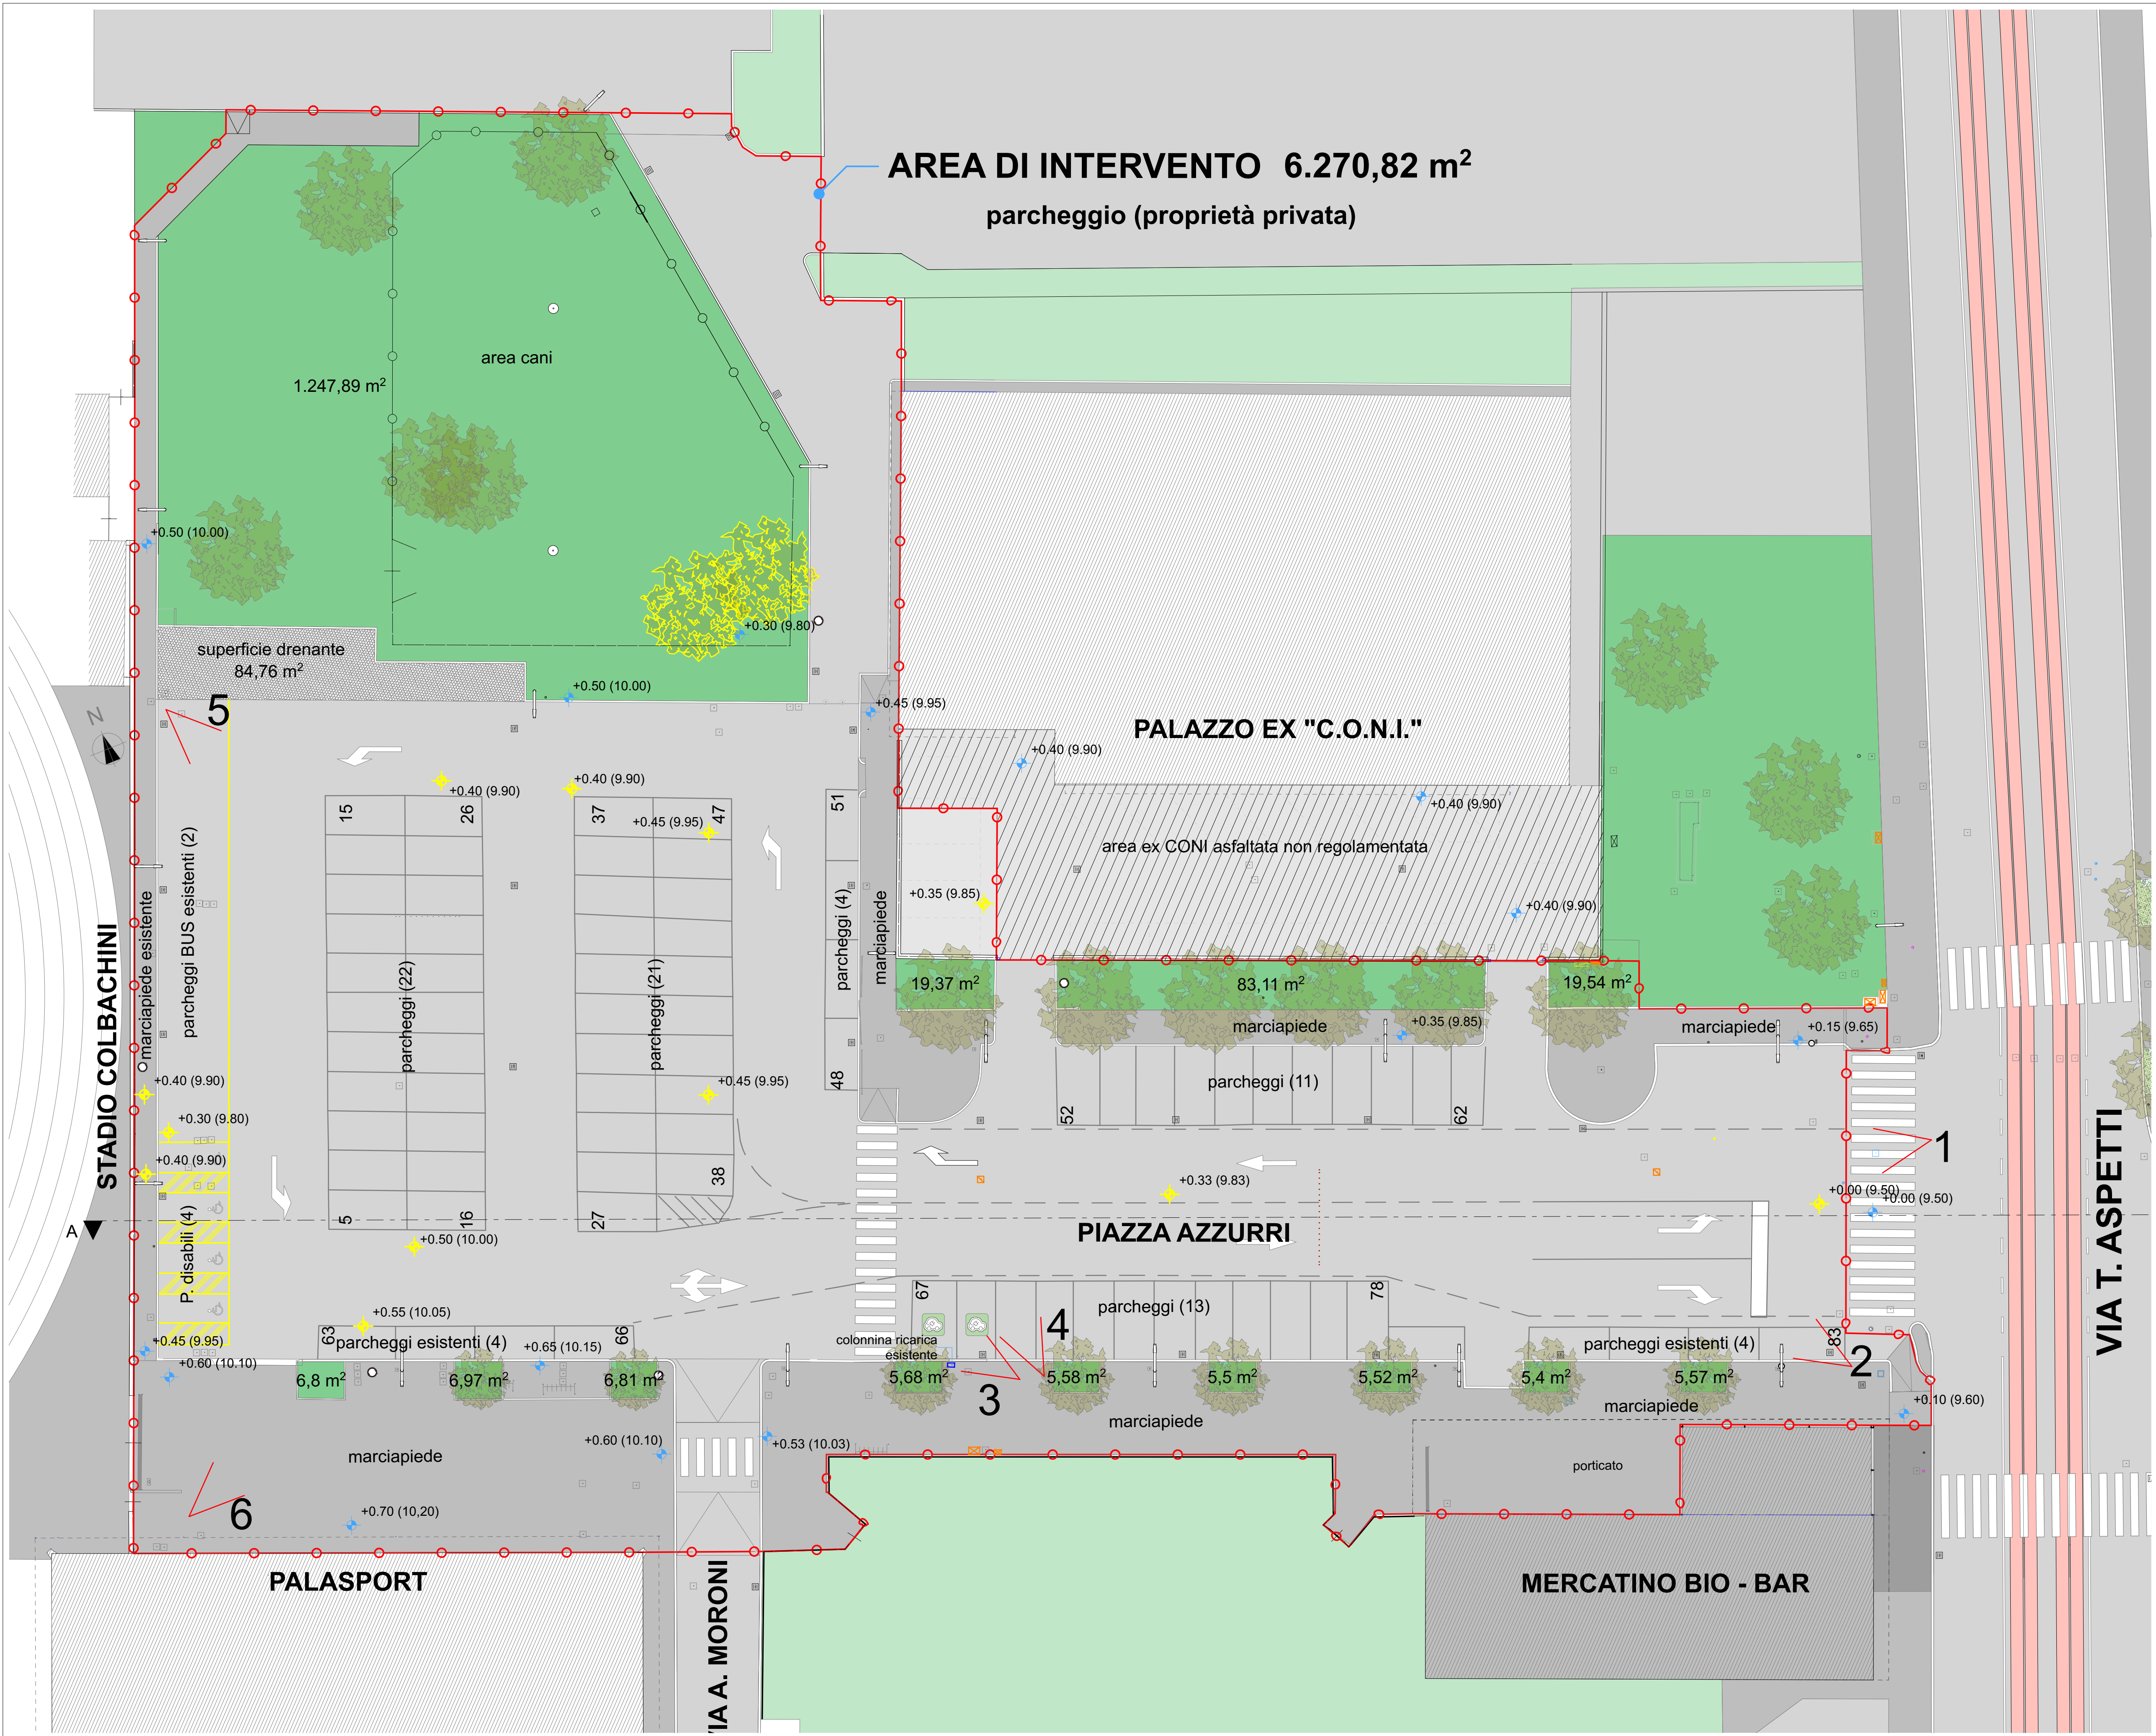 AREA DI INTERVENTO 6.270,82 m²
parcheggio (proprietà privata)
area cani
1.247,89 m²
+0.50 (10.00)
+0.30 (9.80)
superficie drenante
84,76 m²
+0.50 (10.00)
+0.45 (9.95)
5
N
PALAZZO EX "C.O.N.I."
+0.40 (9.90)
+0.40 (9.90)
+0.40 (9.90)
+0.40 (9.90)
15
26
37
+0.45 (9.95)
47
51
area ex CONI asfaltata non regolamentata
parcheggi BUS esistenti (2)
marciapiede esistente
STADIO COLBACHINI
parcheggi (22)
parcheggi (21)
parcheggi (4)
marciapiede
+0.35 (9.85)
+0.40 (9.90)
19,37 m²
83,11 m²
19,54 m²
marciapiede
+0.35 (9.85)
marciapiede
+0.15 (9.65)
48
parcheggi (11)
52
62
+0.40 (9.90)
+0.45 (9.95)
+0.30 (9.80)
+0.40 (9.90)
1
38
+0.33 (9.83)
+0.00 (9.50)
+0.00 (9.50)
A
P. disabili (4)
5
16
27
+0.50 (10.00)
PIAZZA AZZURRI
VIA T. ASPETTI
67
78
parcheggi (13)
4
+0.55 (10.05)
63
parcheggi esistenti (4)
66
+0.45 (9.95)
+0.60 (10.10)
+0.65 (10.15)
colonnina ricarica
esistente
parcheggi esistenti (4)
83
2
6,8 m²
6,97 m²
6,81 m²
5,68 m²
3
5,58 m²
5,5 m²
5,52 m²
5,4 m²
5,57 m²
marciapiede
marciapiede
+0.10 (9.60)
+0.60 (10.10)
+0.53 (10.03)
marciapiede
porticato
6
+0.70 (10,20)
PALASPORT
VIA A. MORONI
MERCATINO BIO - BAR